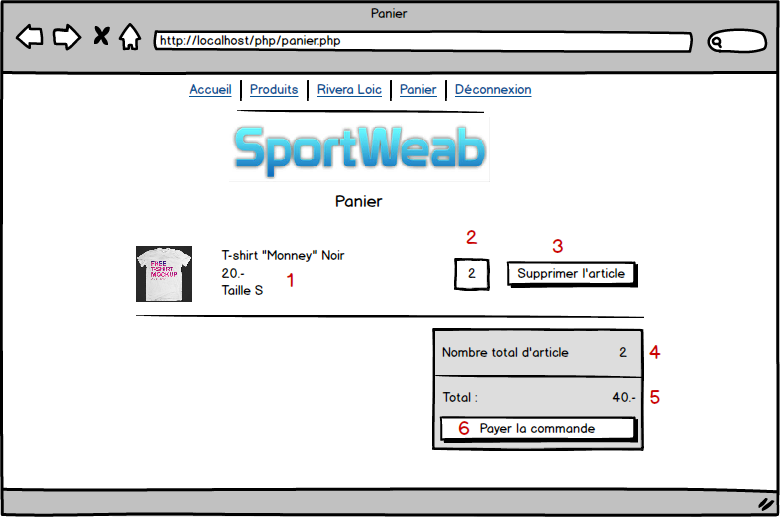 Panier
http://localhost/php/panier.php
Accueil | Produits | Rivera Loic | Panier | Déconnexion
SportWeab
Panier
FREE
T-SHIRT
MOCKUP
T-shirt "Monney" Noir
20.-
Taille S
1
2
2
3
Supprimer l'article
Nombre total d'article 2
4
Total : 40.-
5
6 Payer la commande